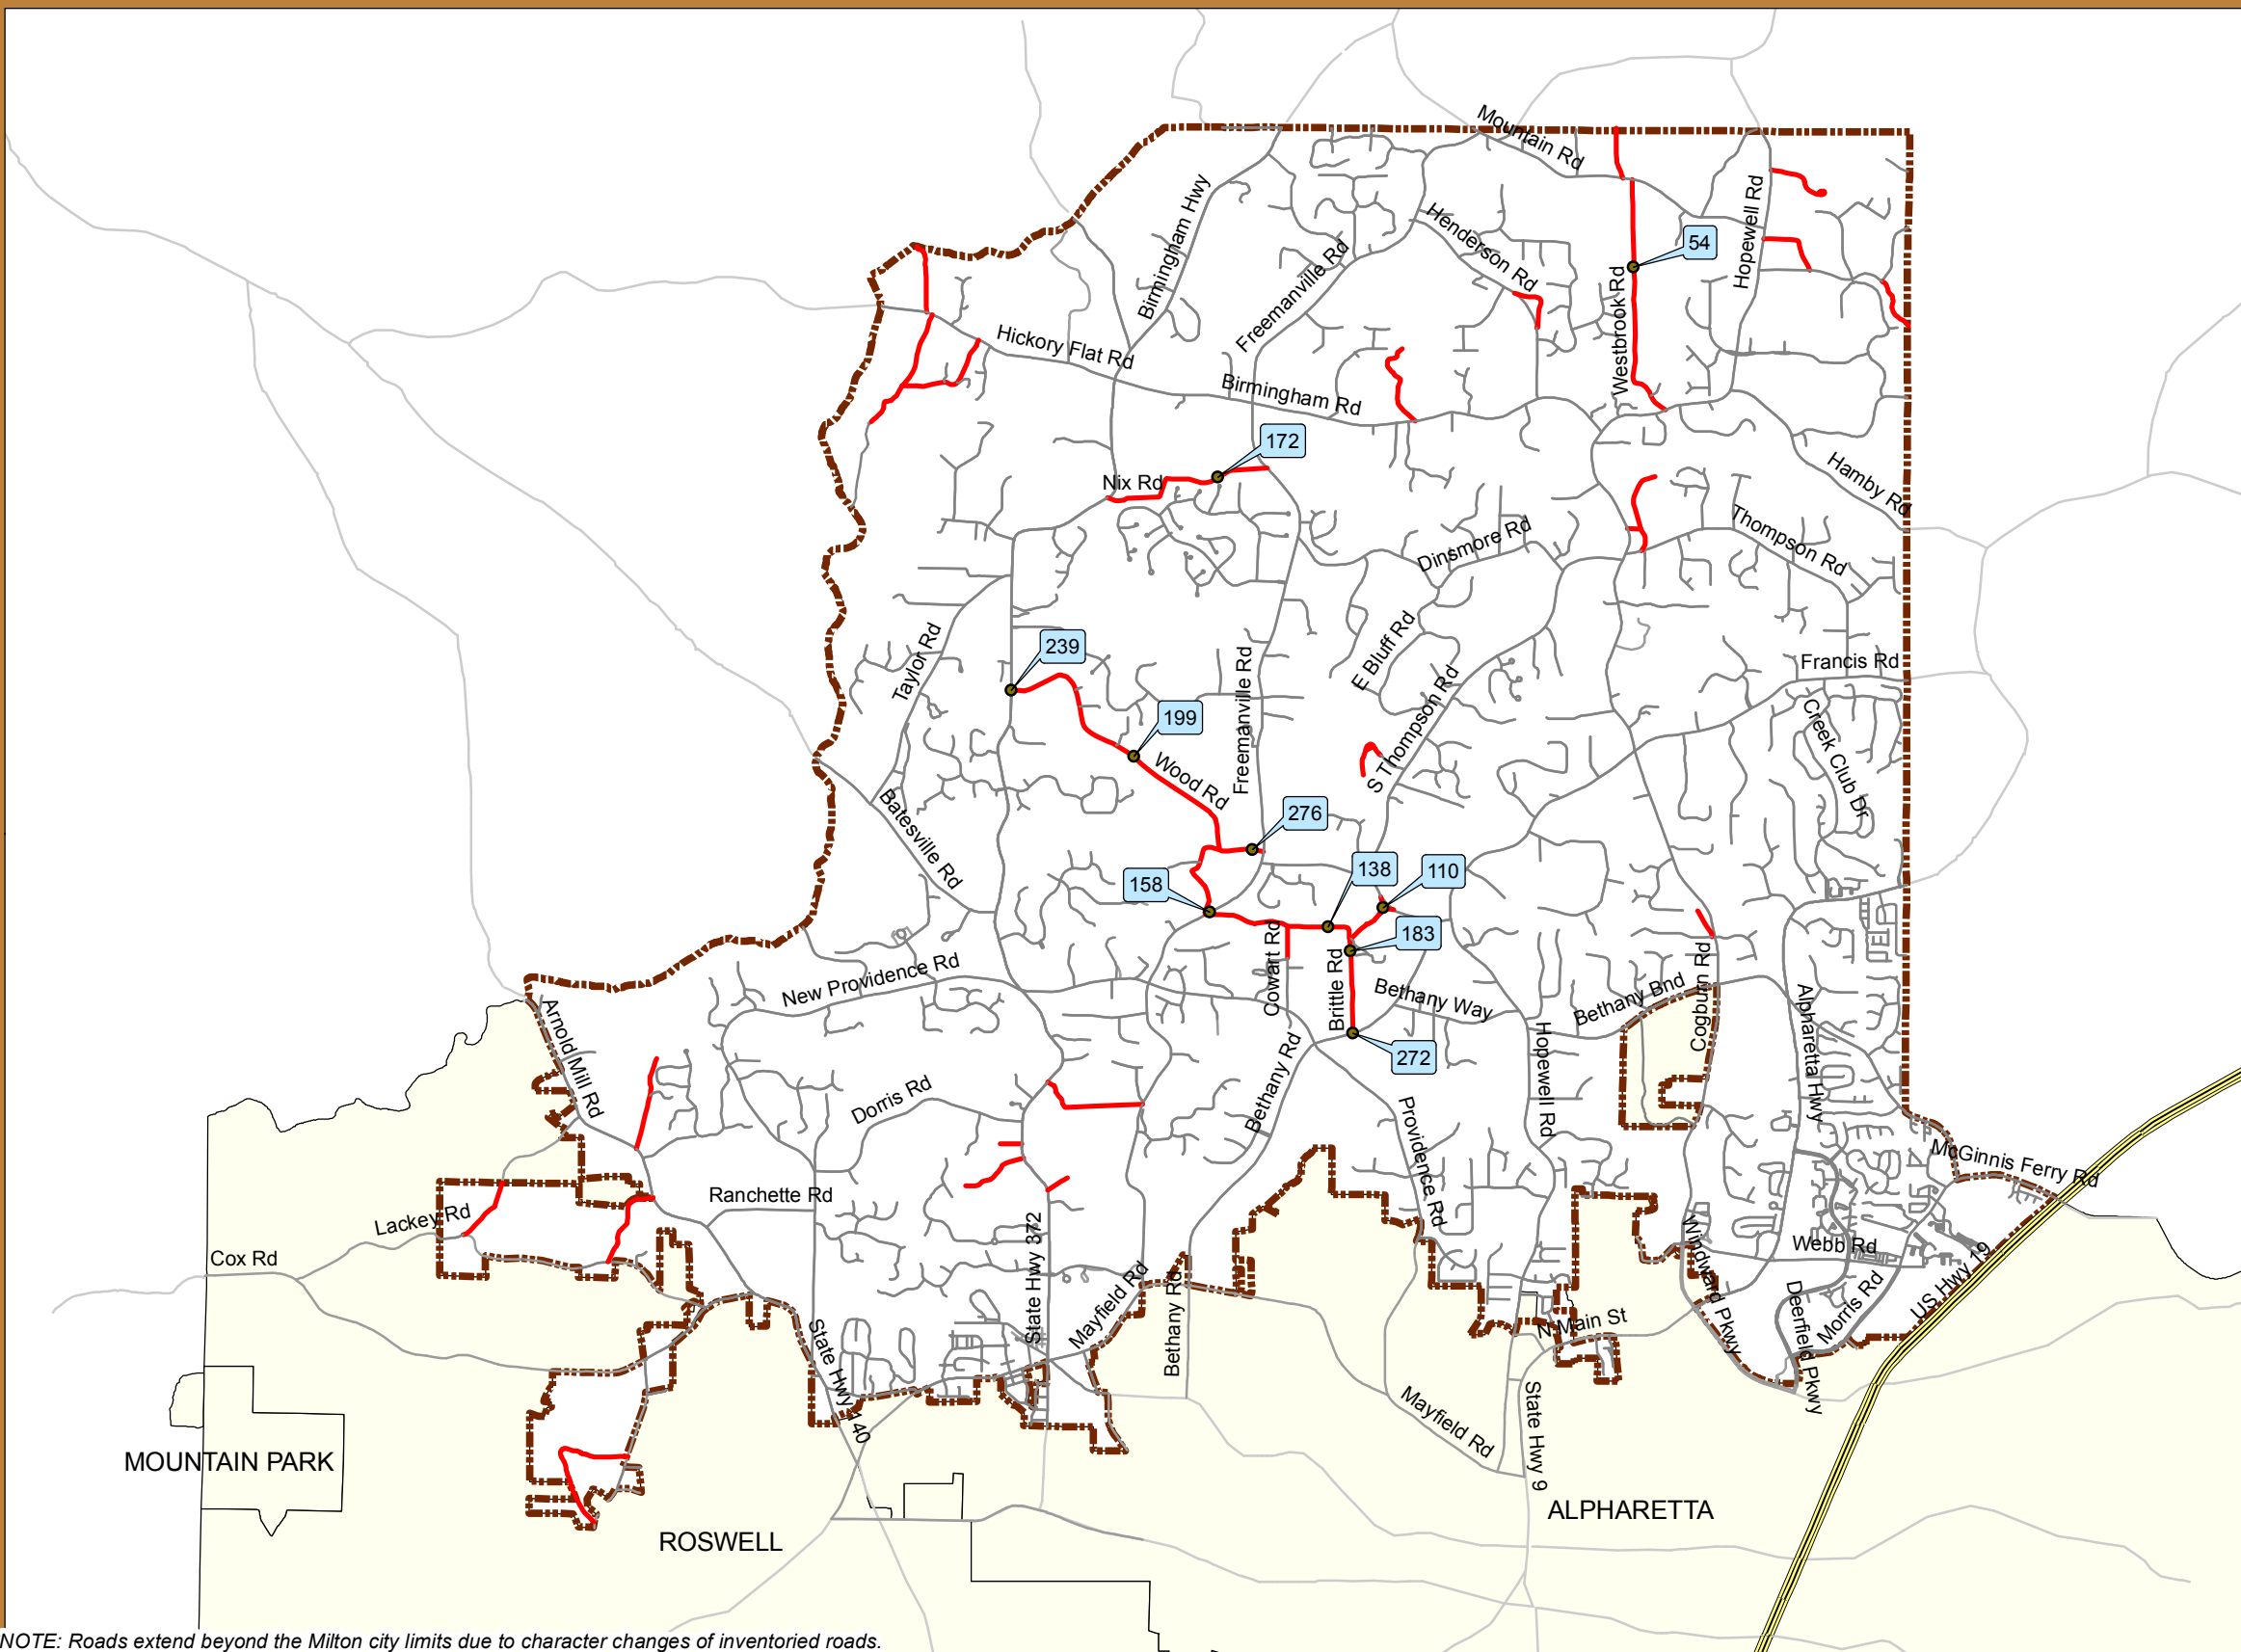 Mountain Rd
Birmingham Hwy
Hopewell Rd
Henderson Rd
54
Freemanville Rd
Westbrook Rd
Hickory Flat Rd
Birmingham Rd
172
Nix Rd
Hamby Rd
Thompson Rd
Dinsmore Rd
239
Taylor Rd
E Bluff Rd
Francis Rd
199
Freemanville Rd
S Thompson Rd
Creek Club Dr
Wood Rd
276
Batesville Rd
138
110
158
183
Cowart Rd
Brittle Rd
New Providence Rd
Bethany Way
Bethany Bnd
Cogburn Rd
Alpharetta Hwy
Arnold Mill Rd
272
Hopewell Rd
Bethany Rd
Dorris Rd
Providence Rd
McGinnis Ferry Rd
Ranchette Rd
Lackey Rd
Cox Rd
State Hwy 372
Windward Pkwy
Webb Rd
US Hwy 19
Mayfield Rd
Bethany Rd
Deerfield Pkwy
Morris Rd
N Main St
State Hwy 140
Mayfield Rd
State Hwy 9
MOUNTAIN PARK
ALPHARETTA
ROSWELL
NOTE: Roads extend beyond the Milton city limits due to character changes of inventoried roads.